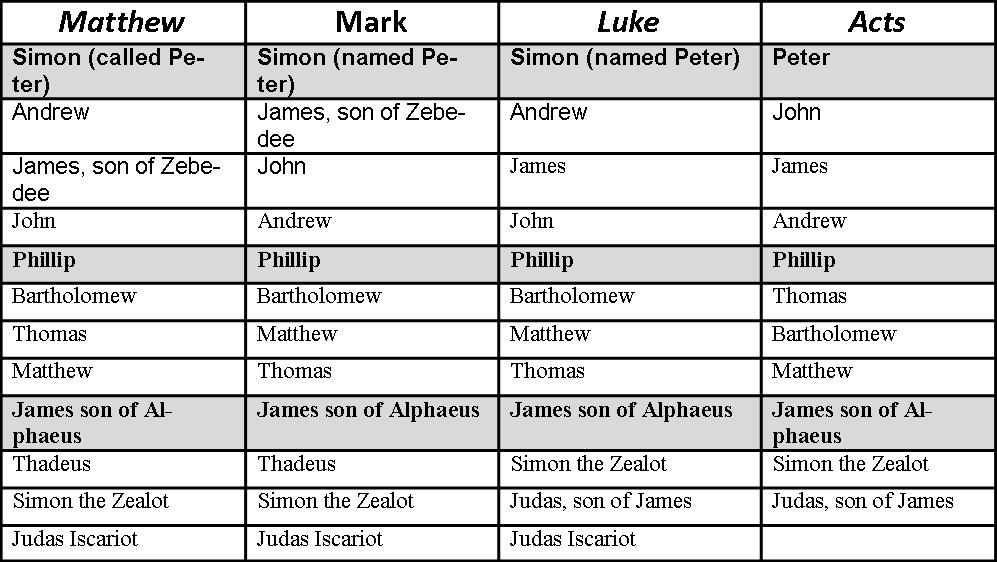 Matthew Mark Luke Acts
Simon (called Pe- Simon (named Pe- Simon (named Peter) Peter
ter) ter)
Andrew James, son of Zebe- Andrew John
dee
James, son of Zebe- John James James
dee
John Andrew John Andrew
Phillip Phillip Phillip Phillip
Bartholomew Bartholomew Bartholomew Thomas
Thomas Matthew Matthew Bartholomew
Matthew Thomas Thomas Matthew
James son of Al- James son of Alphaeus James son of Alphaeus James son of Al-
phaeus phaeus
Thadeus Thadeus Simon the Zealot Simon the Zealot
Simon the Zealot Simon the Zealot Judas, son of James Judas, son of James
Judas Iscariot Judas Iscariot Judas Iscariot